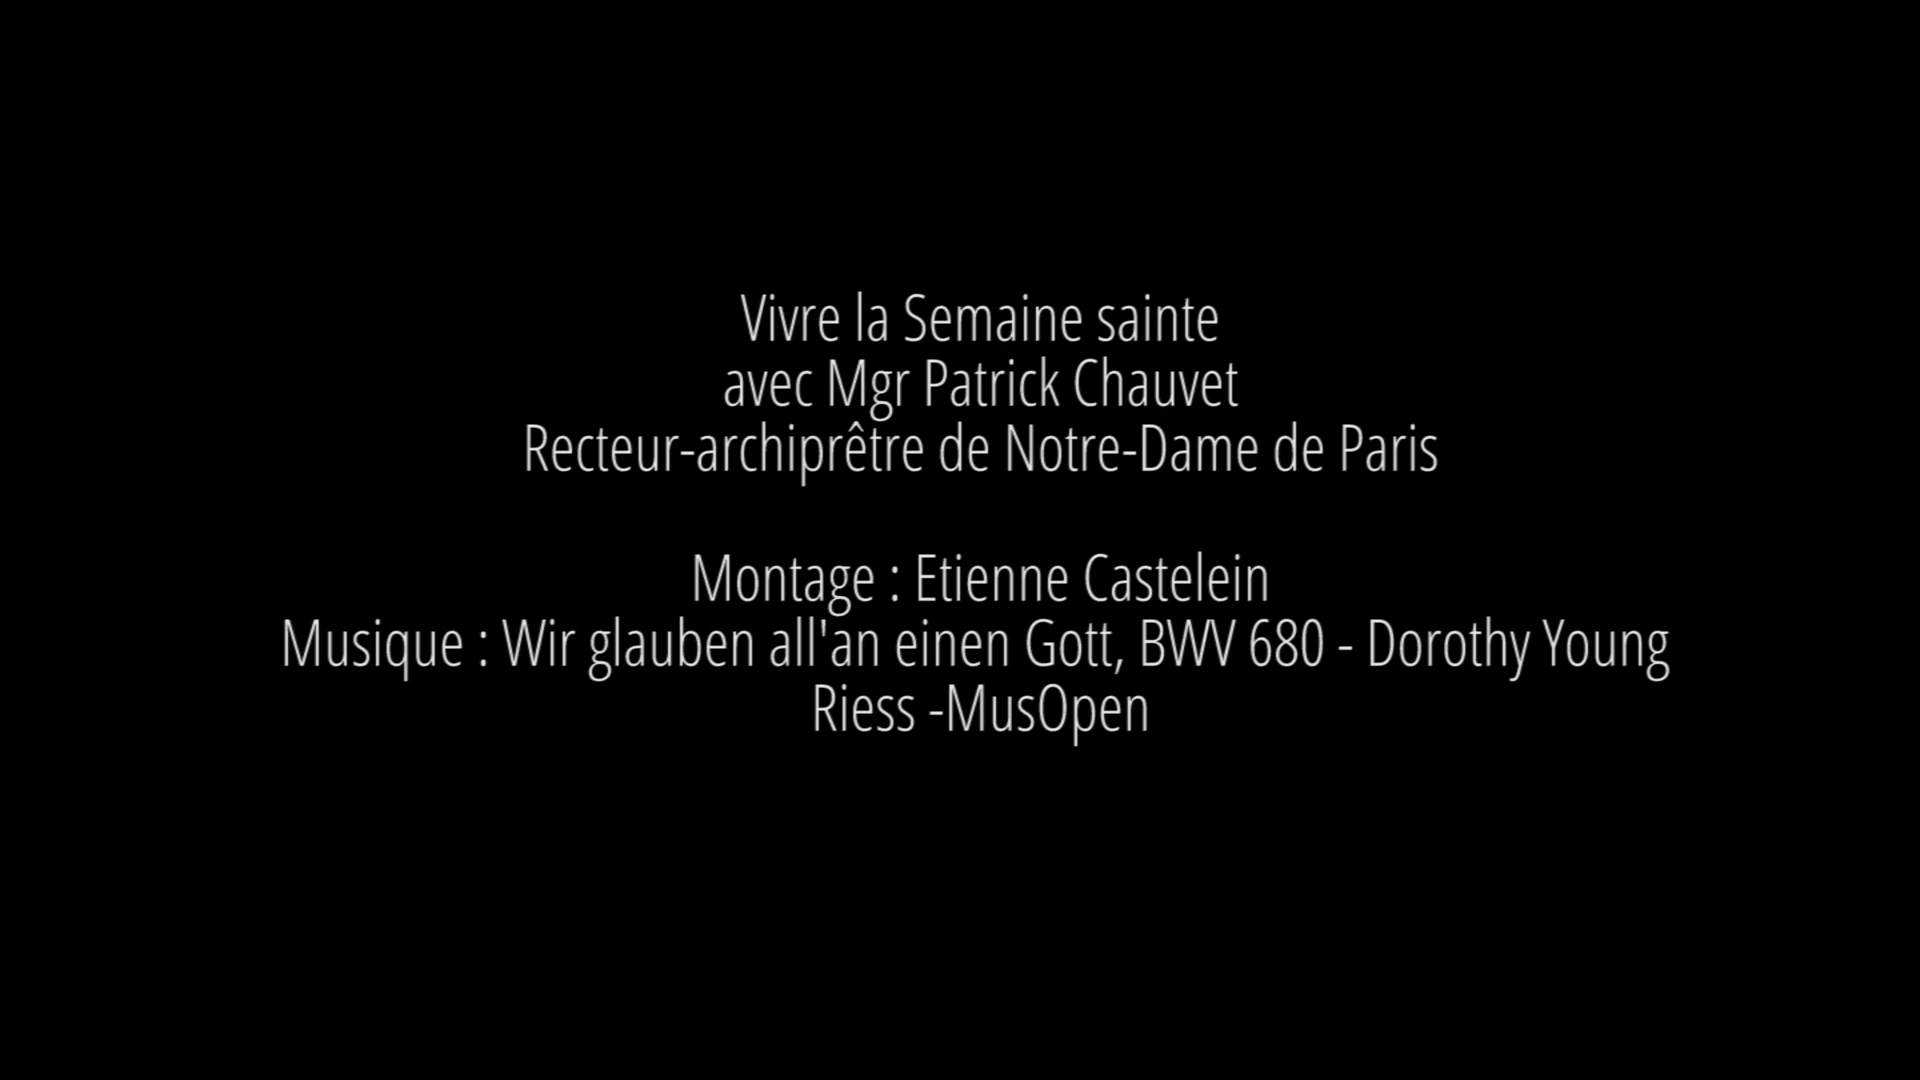 Vivre la Semaine sainte
avec Mgr Patrick Chauvet
Recteur-archiprêtre de Notre-Dame de Paris
Montage : Etienne Castelein
Musique : Wir glauben all'an einen Gott, BWV 680 - Dorothy Young
Riess -MusOpen